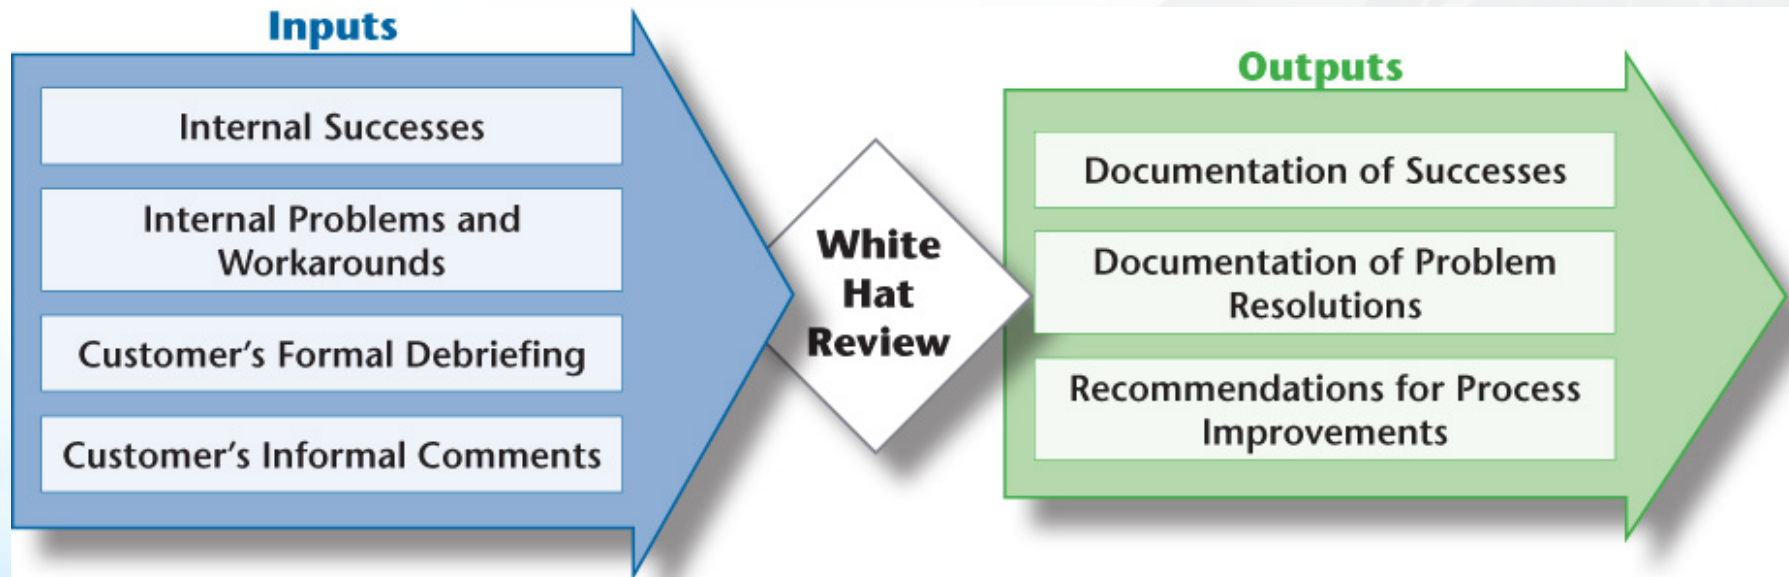 Inputs
Internal Successes
Internal Problems and
Workarounds
Customer’s Formal Debriefing
Customer’s Informal Comments
White
Hat
Review
Outputs
Documentation of Successes
Documentation of Problem
Resolutions
Recommendations for Process
Improvements